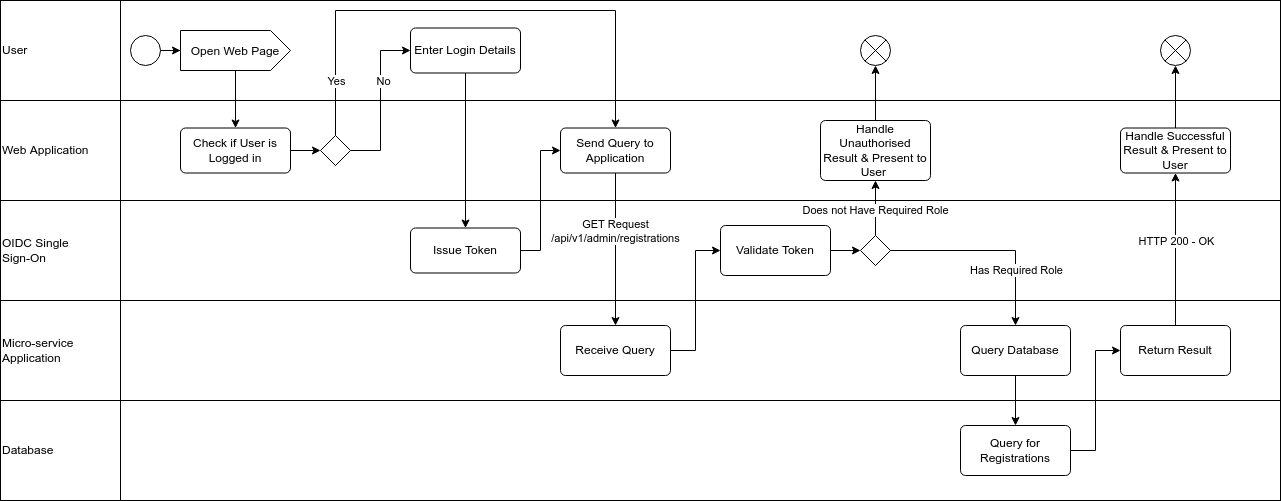 User
Open Web Page
Yes
No
Enter Login Details
Web Application
Check if User is
Logged in
Send Query to
Application
Handle
Unauthorised
Result & Present to
User
Handle Successful
Result & Present to
User
OIDC Single
Sign-On
Issue Token
GET Request
/api/v1/admin/registrations
Validate Token
Does not Have Required Role
Has Required Role
HTTP 200 - OK
Micro-service
Application
Receive Query
Query Database
Return Result
Database
Query for
Registrations